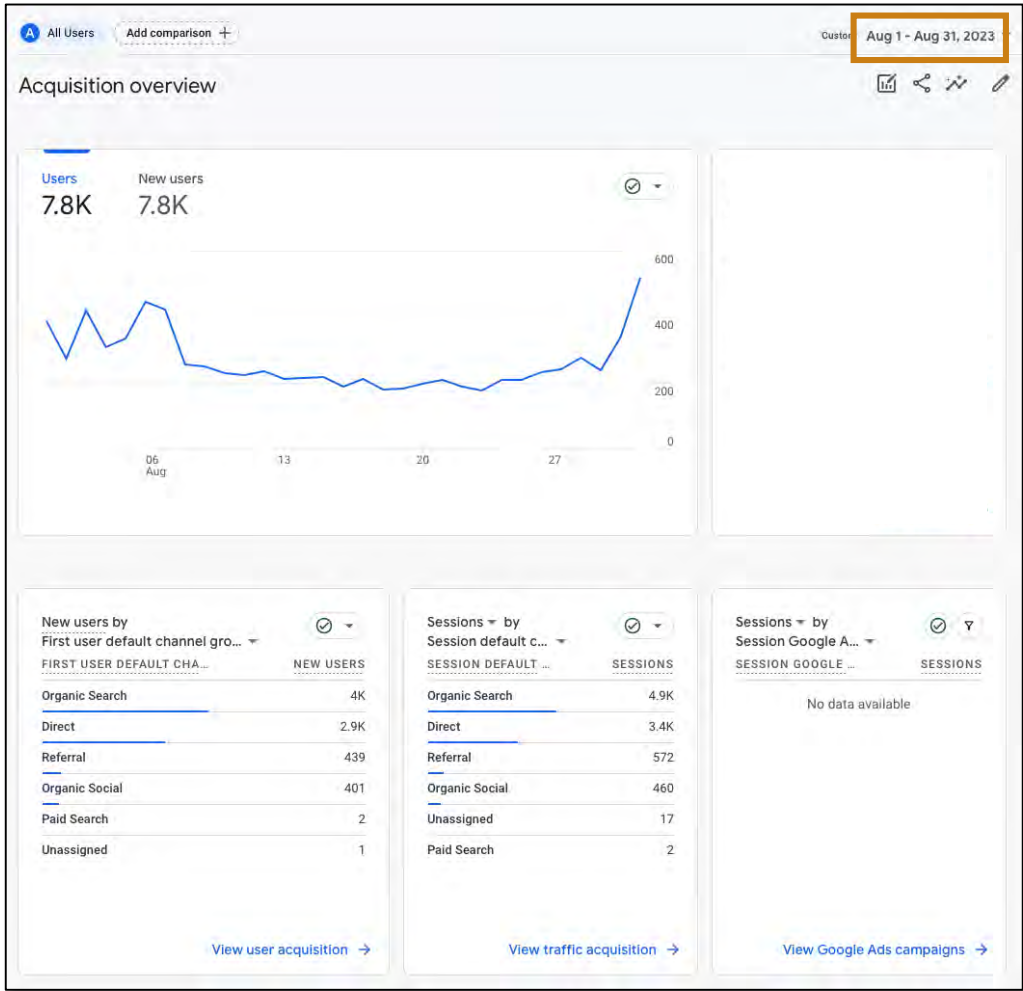 A All Users Add comparison +
Custom Aug 1 - Aug 31, 2023
Acquisition overview
Users New users
7.8K 7.8K
600
400
200
0
06 13 20 27
Aug
New users by
First user default channel gro...
FIRST USER DEFAULT CHA... NEW USERS
Organic Search 4K
Direct 2.9K
Referral 439
Organic Social 401
Paid Search 2
Unassigned 1
View user acquisition →
Sessions by
Session default c...
SESSION DEFAULT ... SESSIONS
Organic Search 4.9K
Direct 3.4K
Referral 572
Organic Social 460
Unassigned 17
Paid Search 2
View traffic acquisition →
Sessions by
Session Google A...
SESSION GOOGLE ... SESSIONS
No data available
View Google Ads campaigns →